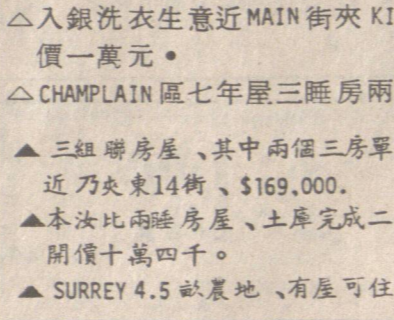 △入銀洗衣生意近MAIN街夾KI
價一萬元●
△CHAMPLAIN區七年屋三睡房兩
▲三組聯房屋、其中兩個三房單
近乃央東14街、$169,000.
▲本汝比兩睡房屋、土庫完成二
開價十萬四千。
▲SURREY 4.5畝農地、有屋可住